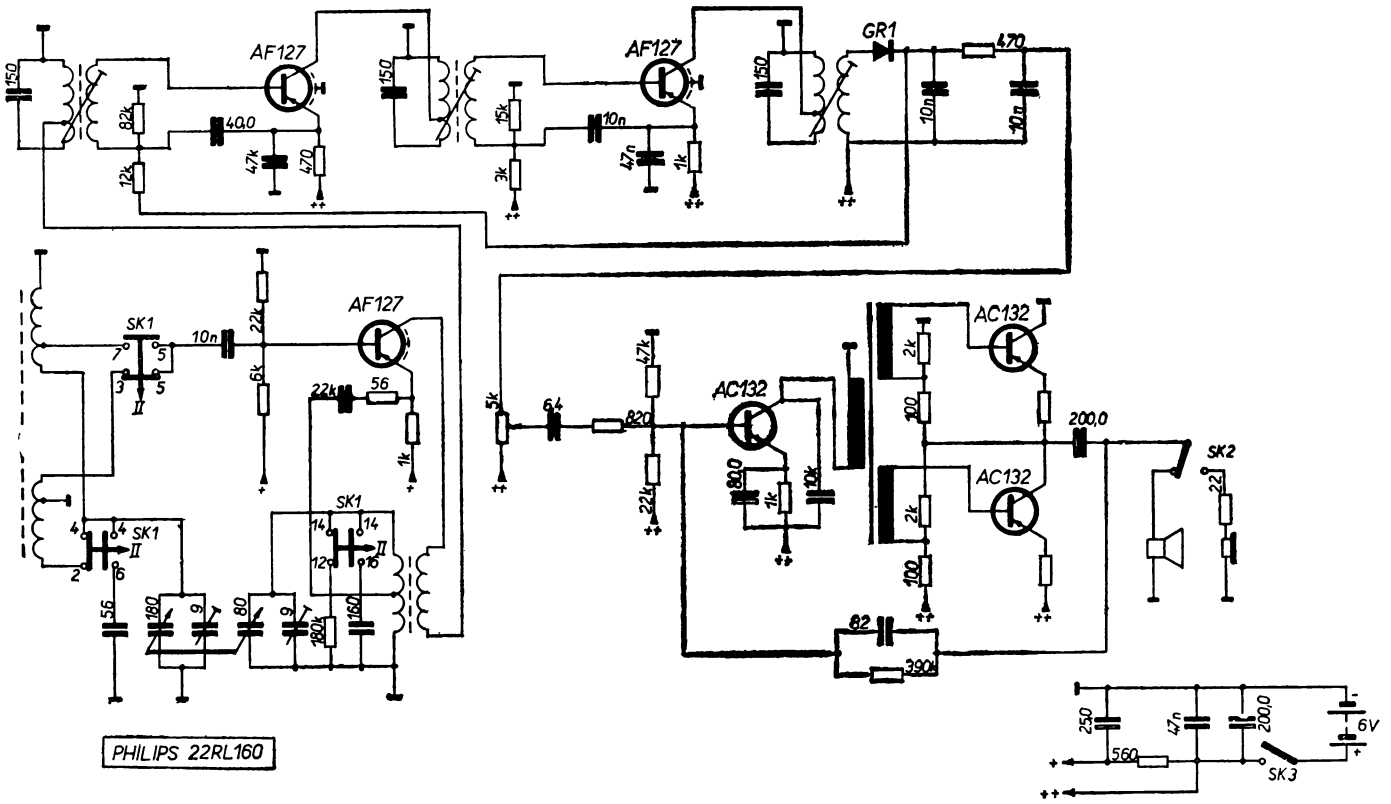 GR1
AF127
AF127
470
150
150
150
82k
15k
10n
10n
40,0
10n
47k
470
47n
1k
12k
3k
++
++
++
++
SK1
10n
22k
AF127
7
5
3
5
II
6k
22k
56
1k
+
+
5k
6,4
820
47k
22k
++
AC132
80,0
1k
10k
++
2k
AC132
100
200,0
AC132
2k
100
++
++
SK2
22
SK1
14
14
II
12
16
4
4
SK1
II
2
6
56
180
9
80
9
180k
160
82
390k
250
47n
200,0
-
6V
+
+
560
SK3
++
PHILIPS 22RL160